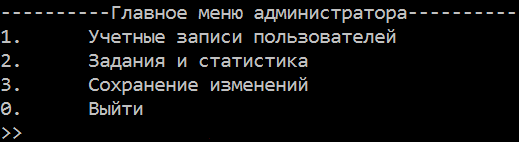 ----------Главное меню администратора----------
1. Учетные записи пользователей
2. Задания и статистика
3. Сохранение изменений
0. Выйти
>>